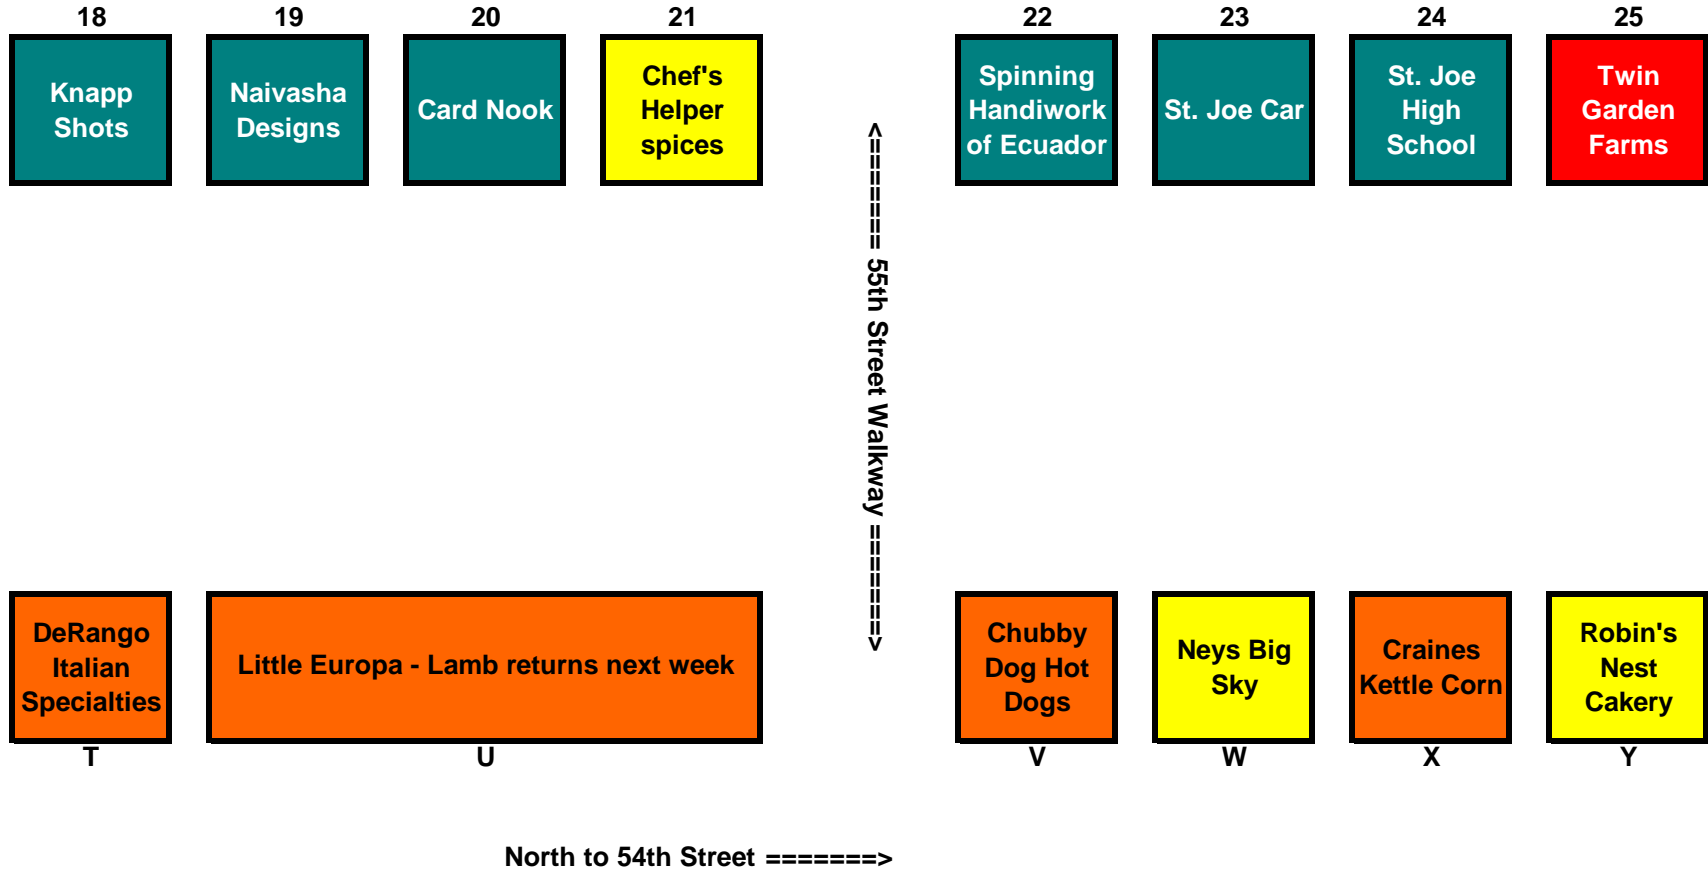 18 19 20 21 22 23 24 25
Knapp
Shots
Naivasha
Designs
Card Nook
Chef's
Helper
spices
Spinning
Handiwork
of Ecuador
St. Joe Car
St. Joe
High
School
Twin
Garden
Farms
<======= 55th Street Walkway =======>
DeRango
Italian
Specialties
Little Europa - Lamb returns next week
Chubby
Dog Hot
Dogs
Neys Big
Sky
Craines
Kettle Corn
Robin's
Nest
Cakery
T U V W X Y
North to 54th Street =======>